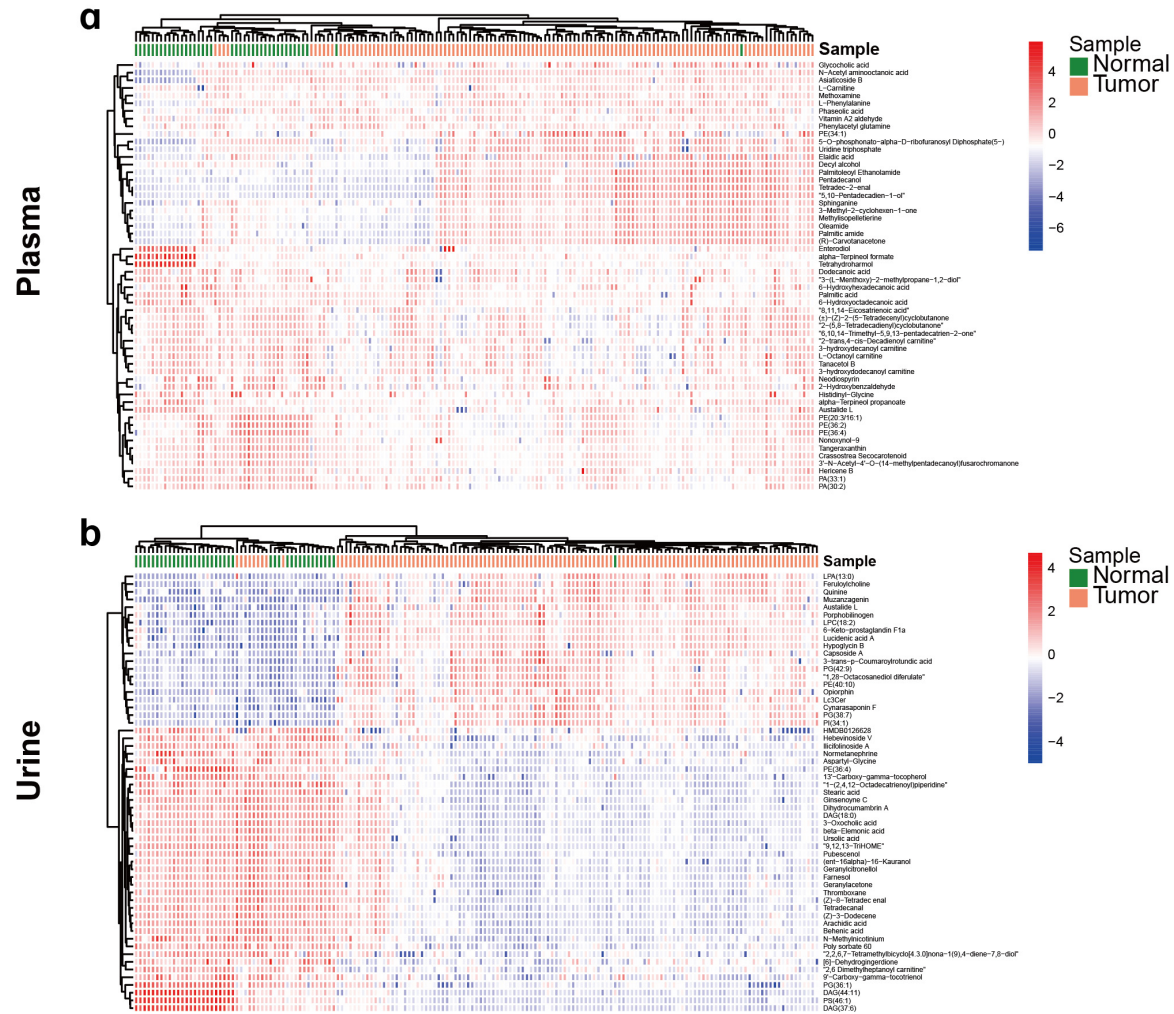 a
Plasma
Sample
Glycocholic acid
N-Acetyl aminooctanoic acid
Asiaticoside B
L-Carnitine
Methoxamine
L-Phenylalanine
Phaseolic acid
Vitamin A2 aldehyde
Phenylacetyl glutamine
PE(34:1)
5-O-phosphonato-alpha-D-ribofuranosyl Diphosphate(5-)
Uridine triphosphate
Elaidic acid
Decyl alcohol
Palmitoleoyl Ethanolamide
Pentadecanol
Tetradec-2-enal
"5,10-Pentadecadien-1-ol"
Sphinganine
3-Methyl-2-cyclohexen-1-one
Methylisopelletierine
Oleamide
Palmitic amide
(R)-Carvotanacetone
Enterodiol
alpha-Terpineol formate
Tetrahydroharmol
Dodecanoic acid
"3-(L-Menthoxy)-2-methylpropane-1,2-diol"
6-Hydroxyhexadecanoic acid
Palmitic acid
6-Hydroxyoctadecanoic acid
"8,11,14-Eicosatrienoic acid"
(±)-(Z)-2-(5-Tetradecenyl)cyclobutanone
"2-(5,8-Tetradecadienyl)cyclobutanone"
"6,10,14-Trimethyl-5,9,13-pentadecatrien-2-one"
"2-trans,4-cis-Decadienoyl carnitine"
3-hydroxydecanoyl carnitine
L-Octanoyl carnitine
Tanacetol B
3-hydroxydodecanoyl carnitine
Neodiospyrin
2-Hydroxybenzaldehyde
Histidinyl-Glycine
alpha-Terpineol propanoate
Austalide L
PE(20:3/16:1)
PE(36:2)
PE(36:4)
Nonoxynol-9
Tangeraxanthin
Crassostrea Secocarotenoid
3'-N-Acetyl-4'-O-(14-methylpentadecanoyl)fusarochromanone
Hericene B
PA(33:1)
PA(30:2)
4
2
0
-2
-4
-6
Sample
Normal
Tumor
b
Urine
Sample
LPA(13:0)
Feruloylcholine
Quinine
Muzanzagenin
Austalide L
Porphobilinogen
LPC(18:2)
6-Keto-prostaglandin F1a
Lucidenic acid A
Hypoglycin B
Capsoside A
3-trans-p-Coumaroylrotundic acid
PG(42:9)
"1,28-Octacosanediol diferulate"
PE(40:10)
Opiorphin
Lc3Cer
Cynarasaponin F
PG(38:7)
PI(34:1)
HMDB0126628
Hebevinoside V
Ilicifolinoside A
Normetanephrine
Aspartyl-Glycine
PE(36:4)
13'-Carboxy-gamma-tocopherol
"1-(2,4,12-Octadecatrienoyl)piperidine"
Stearic acid
Ginsenoyne C
Dihydrocumambrin A
DAG(18:0)
3-Oxocholic acid
beta-Elemonic acid
Ursolic acid
"9,12,13-TriHOME"
Pubescenol
(ent-16alpha)-16-Kauranol
Geranylcitronellol
Farnesol
Geranylacetone
Thromboxane
(Z)-8-Tetradec enal
Tetradecanal
(Z)-3-Dodecene
Arachidic acid
Behenic acid
N-Methylnicotinium
Poly sorbate 60
"2,2,6,7-Tetramethylbicyclo[4.3.0]nona-1(9),4-diene-7,8-diol"
[6]-Dehydrogingerdione
"2,6 Dimethylheptanoyl carnitine"
9'-Carboxy-gamma-tocotrienol
PG(36:1)
DAG(44:11)
PS(46:1)
DAG(37:6)
4
2
0
-2
-4
Sample
Normal
Tumor